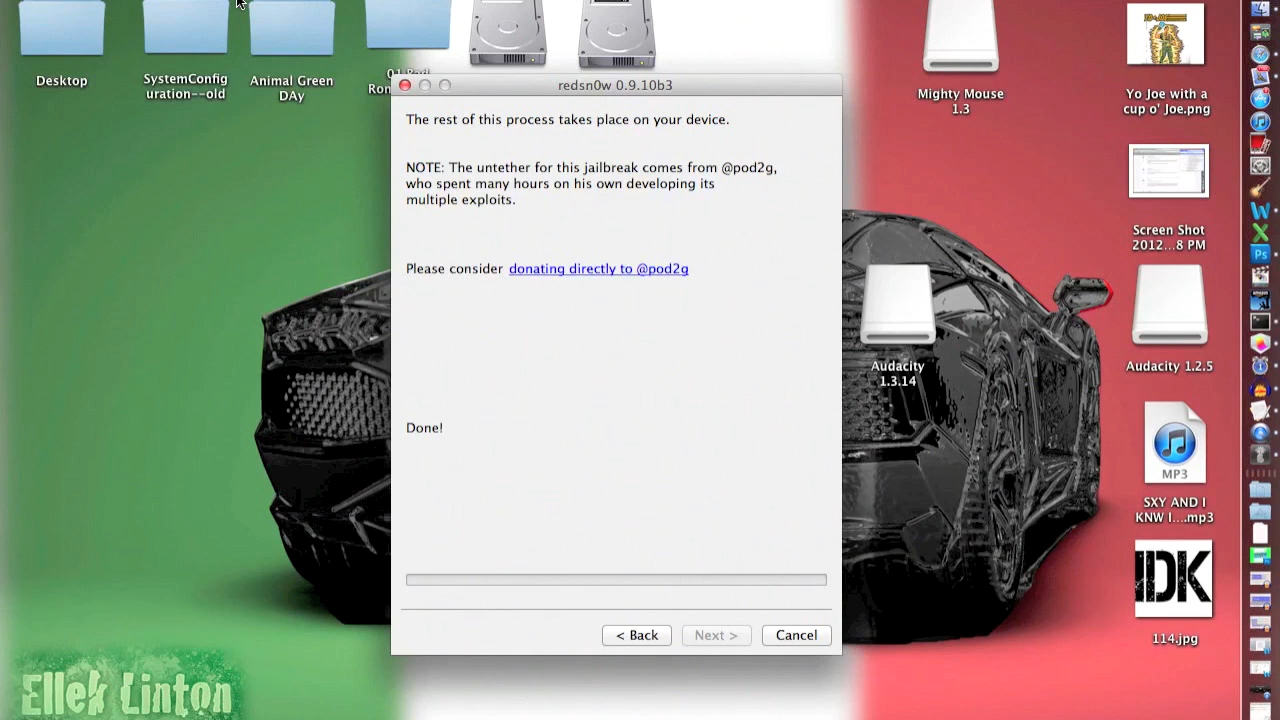 Desktop
SystemConfig
uration--old
Animal Green
DAy
Mighty Mouse
1.3
Yo Joe with a
cup o' Joe.png
redsn0w 0.9.10b3
The rest of this process takes place on your device.
NOTE: The untether for this jailbreak comes from @pod2g,
who spent many hours on his own developing its
multiple exploits.
Please consider donating directly to @pod2g
Done!
< Back
Next >
Cancel
Screen Shot
2012...8 PM
Audacity
1.3.14
Audacity 1.2.5
MP3
SXY AND I
KNW I....mp3
IDK
114.jpg
Ellek Linton